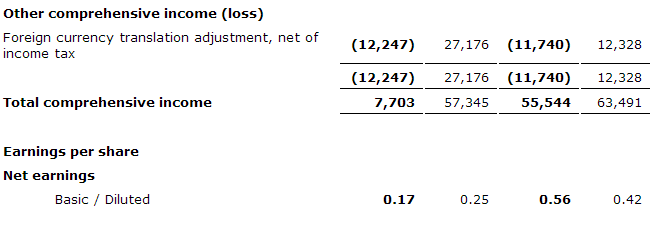 Other comprehensive income (loss)
Foreign currency translation adjustment, net of
income tax (12,247) 27,176 (11,740) 12,328
(12,247) 27,176 (11,740) 12,328
Total comprehensive income 7,703 57,345 55,544 63,491
Earnings per share
Net earnings
Basic / Diluted 0.17 0.25 0.56 0.42